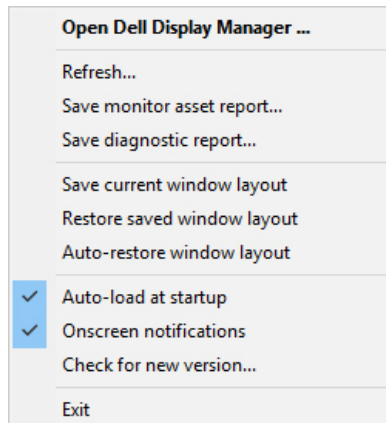 Open Dell Display Manager ...
Refresh...
Save monitor asset report...
Save diagnostic report...
Save current window layout
Restore saved window layout
Auto-restore window layout
Auto-load at startup
Onscreen notifications
Check for new version...
Exit